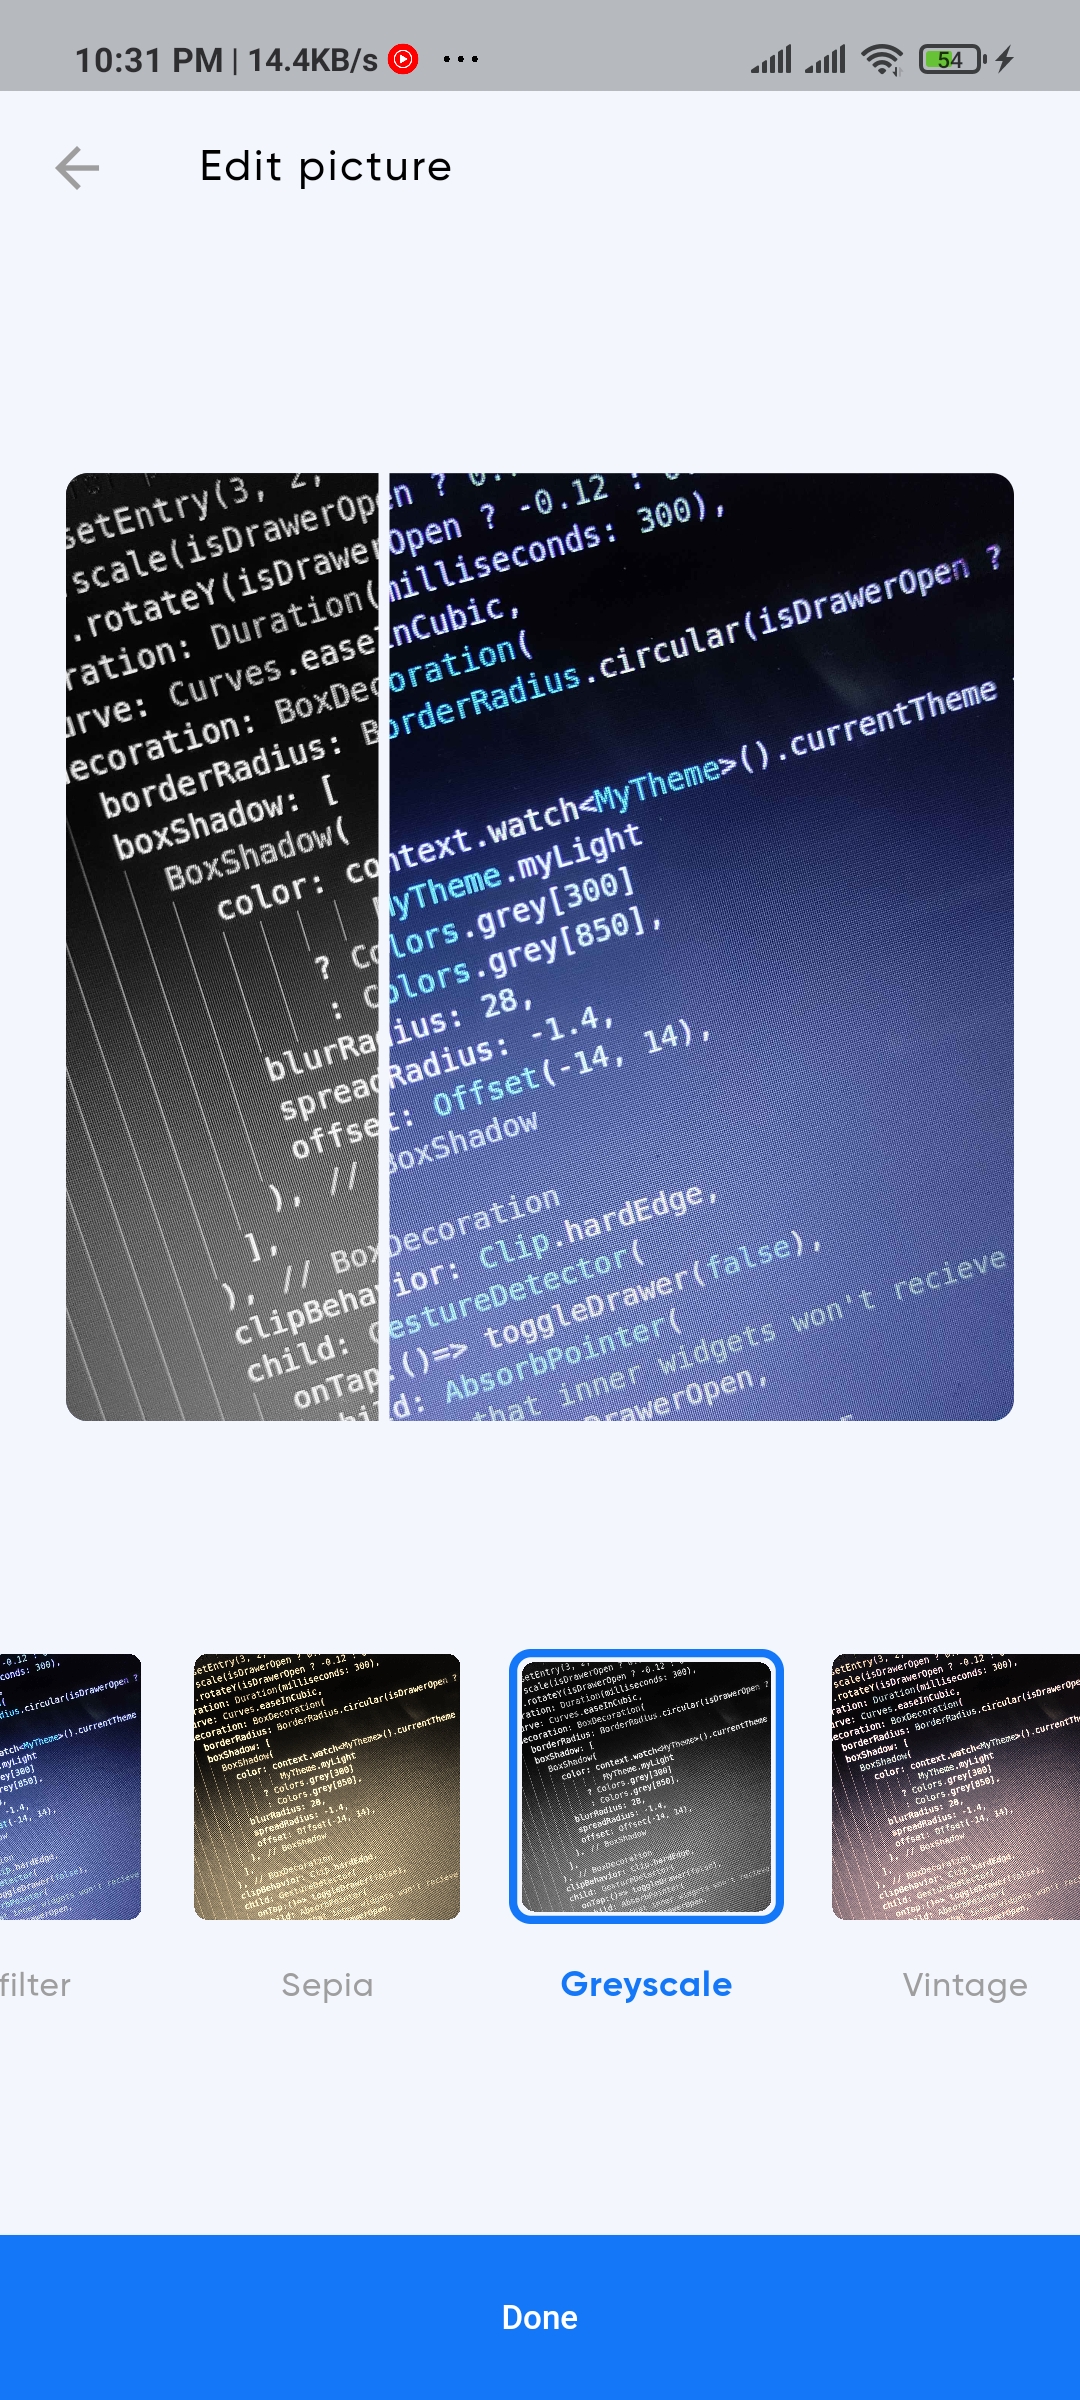 10:31 PM | 14.4KB/s
54
Edit picture
setEntry(3, 2,
scale(isDrawerOpen ? 0.
.rotateY(isDrawerOpen ? -0.12 :
ration: Duration(milliseconds: 300),
urve: Curves.easeInCubic,
ecoration: BoxDecoration(
borderRadius: BorderRadius.circular(isDrawerOpen ?
boxShadow: [
BoxShadow(
color: context.watch<MyTheme>().currentTheme
MyTheme.myLight
? Colors.grey[300]
: Colors.grey[850],
blurRadius: 28,
spreadRadius: -1.4,
offset: Offset(-14, 14),
), // BoxShadow
],
), // BoxDecoration
clipBehavior: Clip.hardEdge,
child: GestureDetector(
onTap:()=> toggleDrawer(false),
child: AbsorbPointer(
that inner widgets won't recieve
DrawerOpen,
filter
Sepia
Greyscale
Vintage
Done